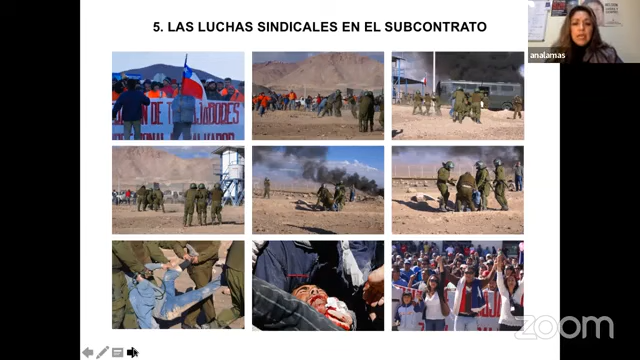 5. LAS LUCHAS SINDICALES EN EL SUBCONTRATO
analamas
zoom